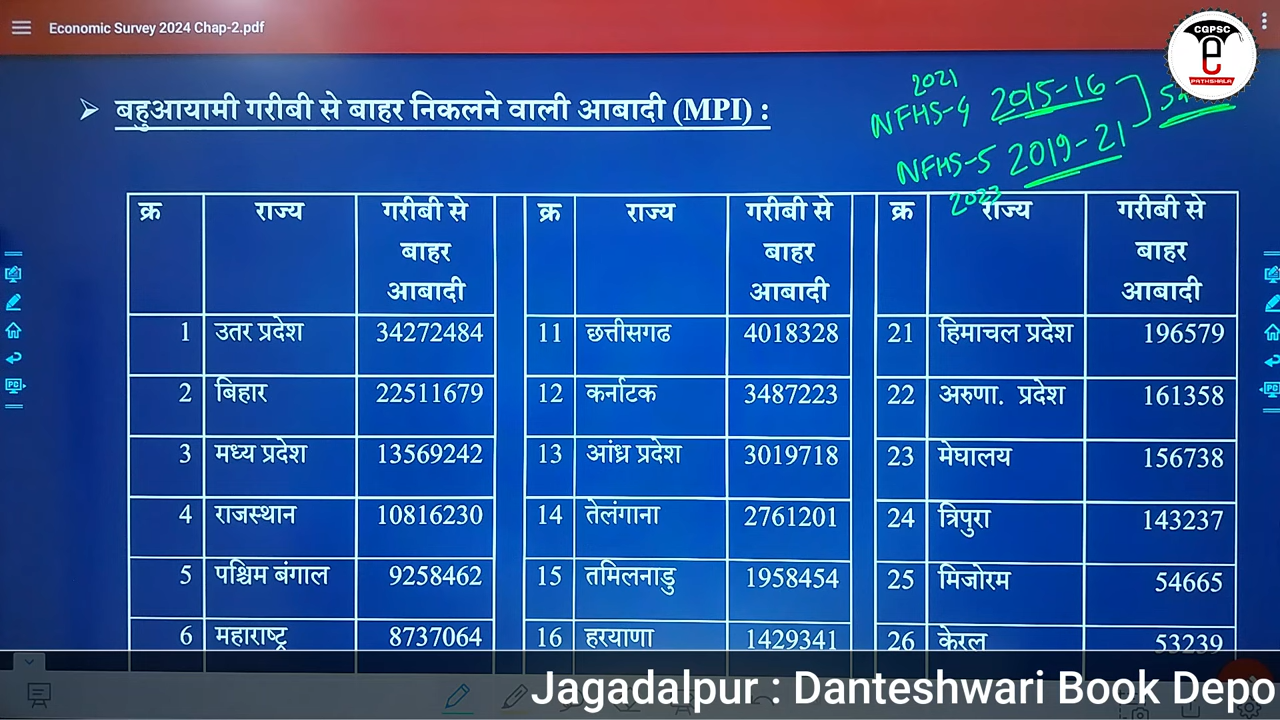 Economic Survey 2024 Chap-2.pdf
CGPSC
e
PATHSHALA
➢ बहुआयामी गरीबी से बाहर निकलने वाली आबादी (MPI) :
2021
NFHS-4 2015-16
NFHS-5 2019-21
क्र राज्य गरीबी से बाहर आबादी क्र राज्य गरीबी से बाहर आबादी क्र राज्य गरीबी से बाहर आबादी
1 उतर प्रदेश 34272484 11 छत्तीसगढ 4018328 21 हिमाचल प्रदेश 196579
2 बिहार 22511679 12 कर्नाटक 3487223 22 अरुणा. प्रदेश 161358
3 मध्य प्रदेश 13569242 13 आंध्र प्रदेश 3019718 23 मेघालय 156738
4 राजस्थान 10816230 14 तेलंगाना 2761201 24 त्रिपुरा 143237
5 पश्चिम बंगाल 9258462 15 तमिलनाडु 1958454 25 मिजोरम 54665
6 महाराष्ट्र 8737064 16 हरयाणा 1429341 26 केरल 53239
Jagadalpur : Danteshwari Book Depo